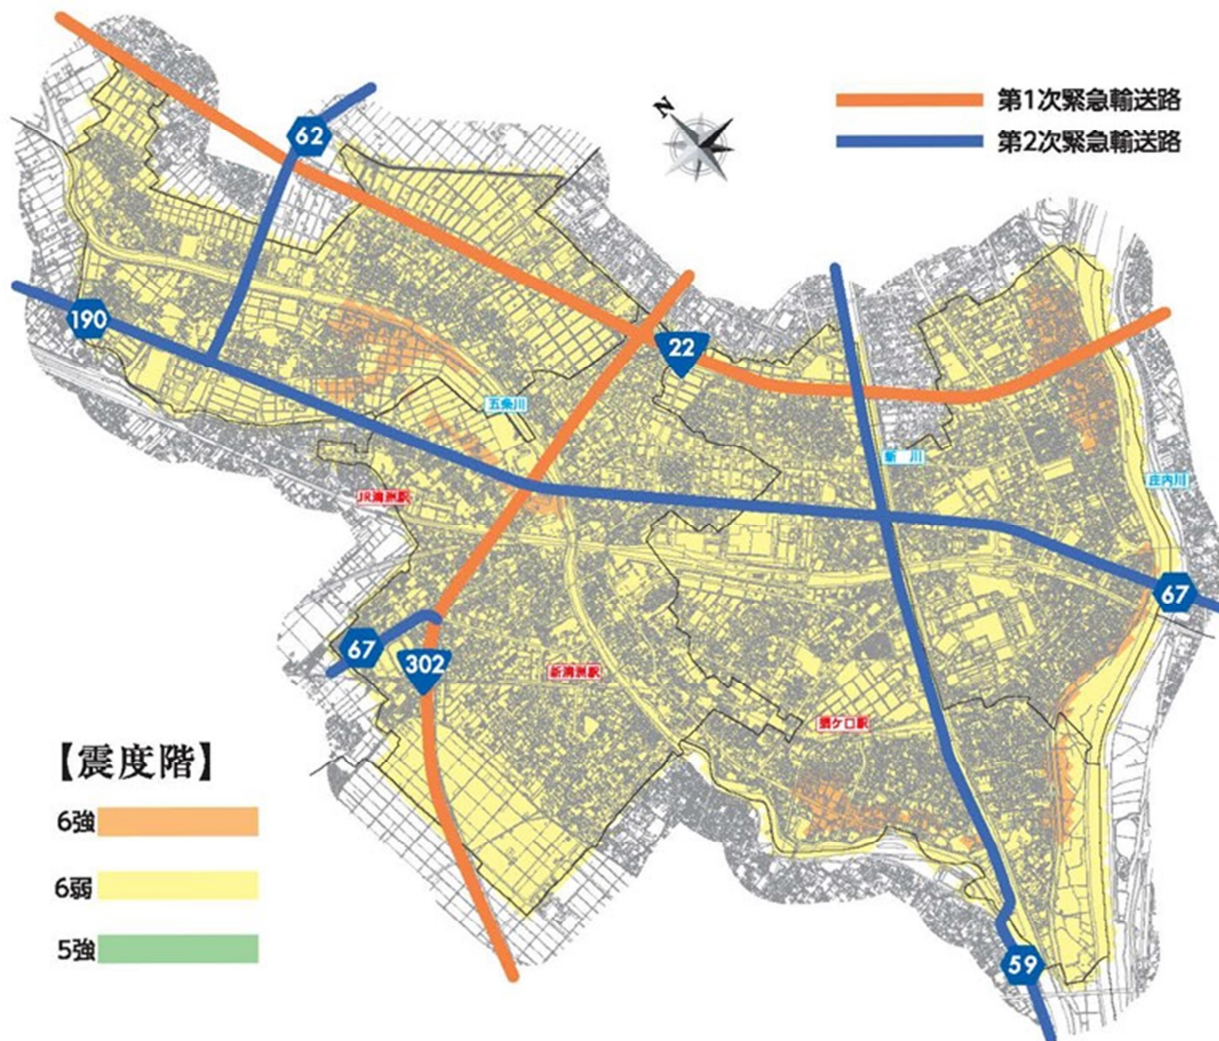 第1次緊急輸送路
第2次緊急輸送路
N
62
190
22
五条川
新 川
庄内川
JR清洲駅
67
67
302
新清洲駅
須ケ口駅
59
【震度階】
6強
6弱
5強